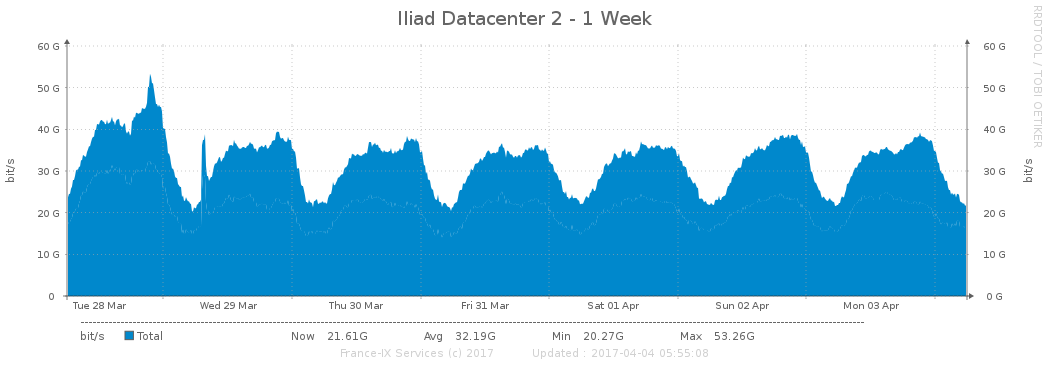 Iliad Datacenter 2 - 1 Week
RRDTOOL / TOBI OETIKER
60 G 60 G
50 G 50 G
40 G 40 G
30 G 30 G
20 G 20 G
10 G 10 G
0 0 G
bit/s bit/s
Tue 28 Mar Wed 29 Mar Thu 30 Mar Fri 31 Mar Sat 01 Apr Sun 02 Apr Mon 03 Apr
bit/s Total Now 21.61G Avg 32.19G Min 20.27G Max 53.26G
France-IX Services (c) 2017 Updated : 2017-04-04 05:55:08